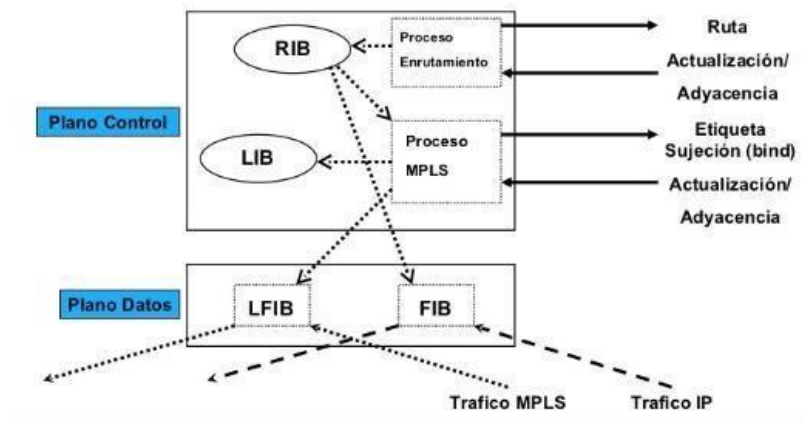 RIB
Proceso
Enrutamiento
Ruta
Actualización/
Adyacencia
Plano Control
LIB
Proceso
MPLS
Etiqueta
Sujeción (bind)
Actualización/
Adyacencia
Plano Datos
LFIB
FIB
Trafico MPLS
Trafico IP